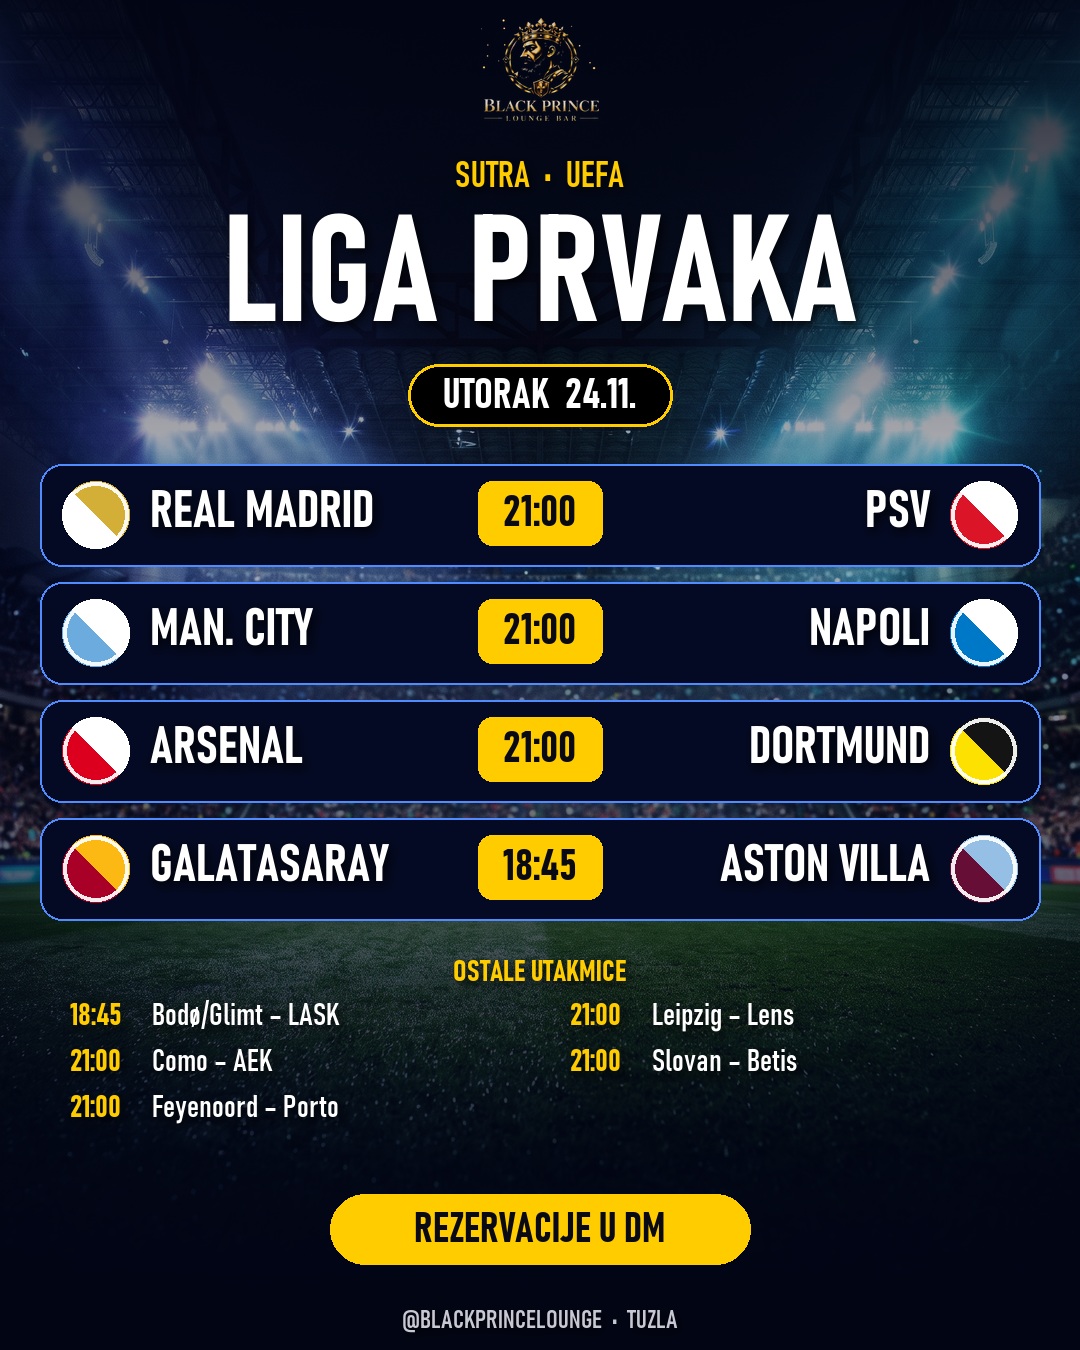 BLACK PRINCE
LOUNGE BAR
SUTRA · UEFA
LIGA PRVAKA
UTORAK 24.11.
REAL MADRID 21:00 PSV
MAN. CITY 21:00 NAPOLI
ARSENAL 21:00 DORTMUND
GALATASARAY 18:45 ASTON VILLA
OSTALE UTAKMICE
18:45 Bodø/Glimt – LASK
21:00 Como – AEK
21:00 Feyenoord – Porto
21:00 Leipzig – Lens
21:00 Slovan – Betis
REZERVACIJE U DM
@BLACKPRINCELOUNGE · TUZLA